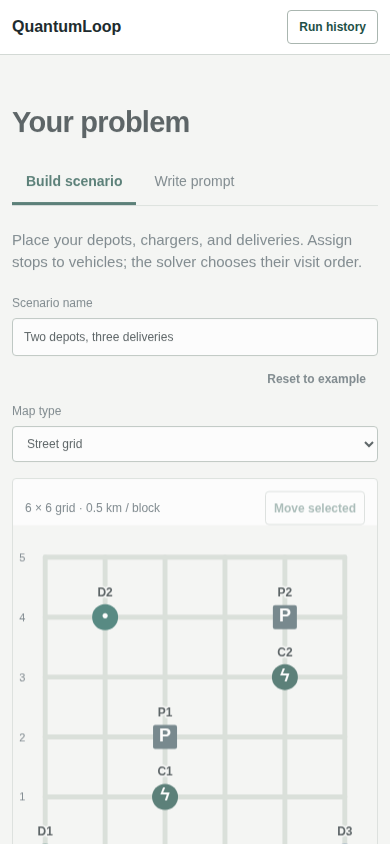 QuantumLoop
Run history
Your problem
Build scenario
Write prompt
Place your depots, chargers, and deliveries. Assign
stops to vehicles; the solver chooses their visit order.
Scenario name
Two depots, three deliveries
Reset to example
Map type
Street grid
6 × 6 grid · 0.5 km / block
Move selected
5
D2
P2
4
P
C2
3
P1
2
P
C1
1
D1
D3